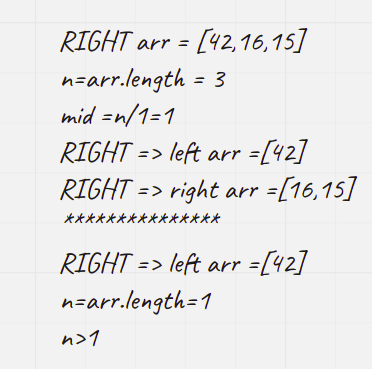 RIGHT arr = [42,16,15]
n=arr.length = 3
mid =n/1=1
RIGHT => left arr =[42]
RIGHT => right arr =[16,15]
***************
RIGHT => left arr =[42]
n=arr.length=1
n>1